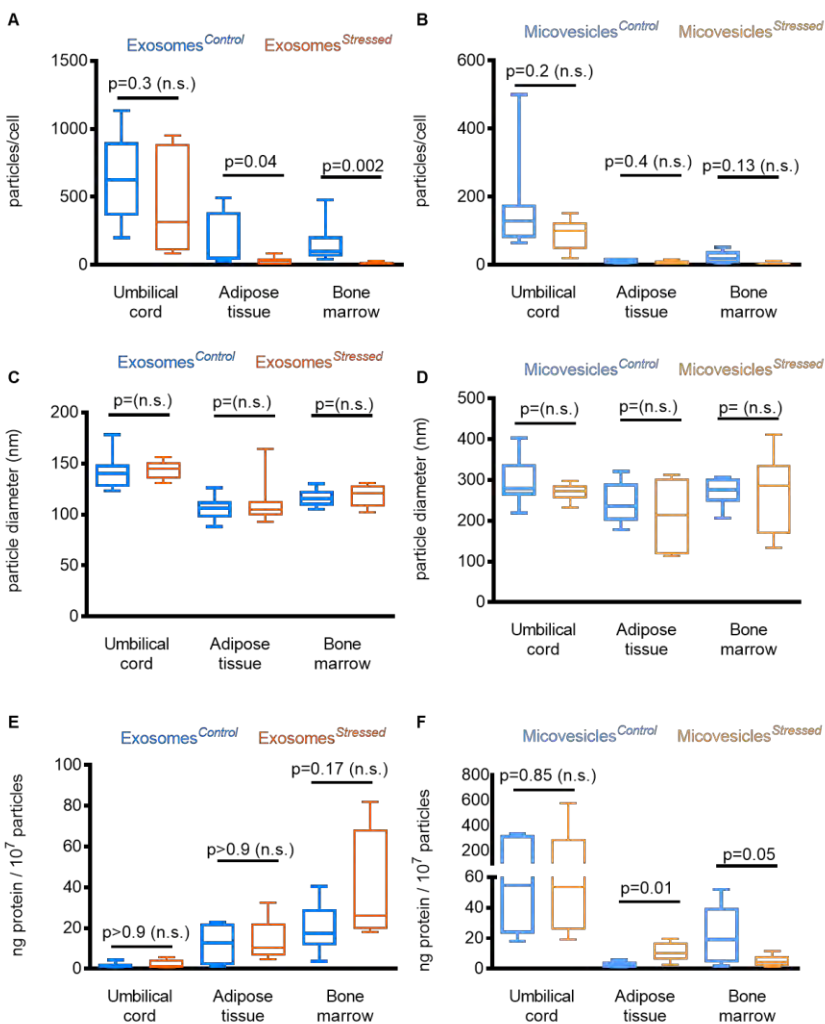 A
Exosomes^Control Exosomes^Stressed
1500
1000
500
0
particles/cell
p=0.3 (n.s.)
p=0.04
p=0.002
Umbilical Adipose Bone
cord tissue marrow
B
Micovesicles^Control Micovesicles^Stressed
600
400
200
0
particles/cell
p=0.2 (n.s.)
p=0.4 (n.s.)
p=0.13 (n.s.)
Umbilical Adipose Bone
cord tissue marrow
C
Exosomes^Control Exosomes^Stressed
200
150
100
50
0
particle diameter (nm)
p=(n.s.)
p=(n.s.)
p=(n.s.)
Umbilical Adipose Bone
cord tissue marrow
D
Micovesicles^Control Micovesicles^Stressed
500
400
300
200
100
0
particle diameter (nm)
p=(n.s.)
p=(n.s.)
p= (n.s.)
Umbilical Adipose Bone
cord tissue marrow
E
Exosomes^Control Exosomes^Stressed
100
80
60
40
20
0
ng protein / 10^7 particles
p>0.9 (n.s.)
p>0.9 (n.s.)
p=0.17 (n.s.)
Umbilical Adipose Bone
cord tissue marrow
F
Micovesicles^Control Micovesicles^Stressed
800
600
400
200
60
40
20
0
ng protein / 10^7 particles
p=0.85 (n.s.)
p=0.01
p=0.05
Umbilical Adipose Bone
cord tissue marrow